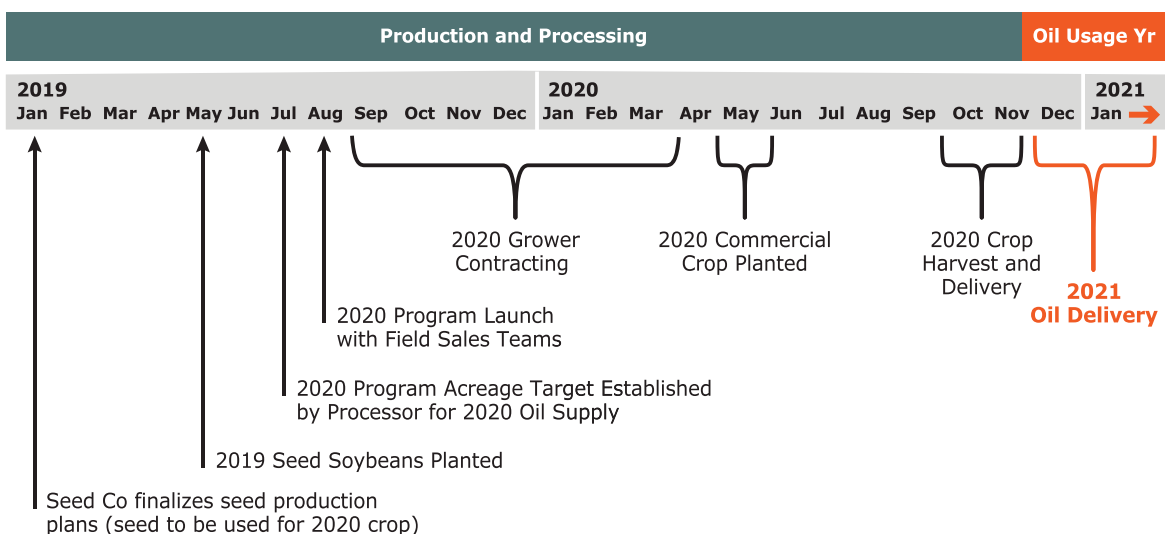 Production and Processing
Oil Usage Yr
2019
2020
2021
Jan Feb Mar Apr May Jun Jul Aug Sep Oct Nov Dec Jan Feb Mar Apr May Jun Jul Aug Sep Oct Nov Dec Jan
2020 Grower
Contracting
2020 Commercial
Crop Planted
2020 Crop
Harvest and
Delivery
2021
Oil Delivery
2020 Program Launch
with Field Sales Teams
2020 Program Acreage Target Established
by Processor for 2020 Oil Supply
2019 Seed Soybeans Planted
Seed Co finalizes seed production
plans (seed to be used for 2020 crop)